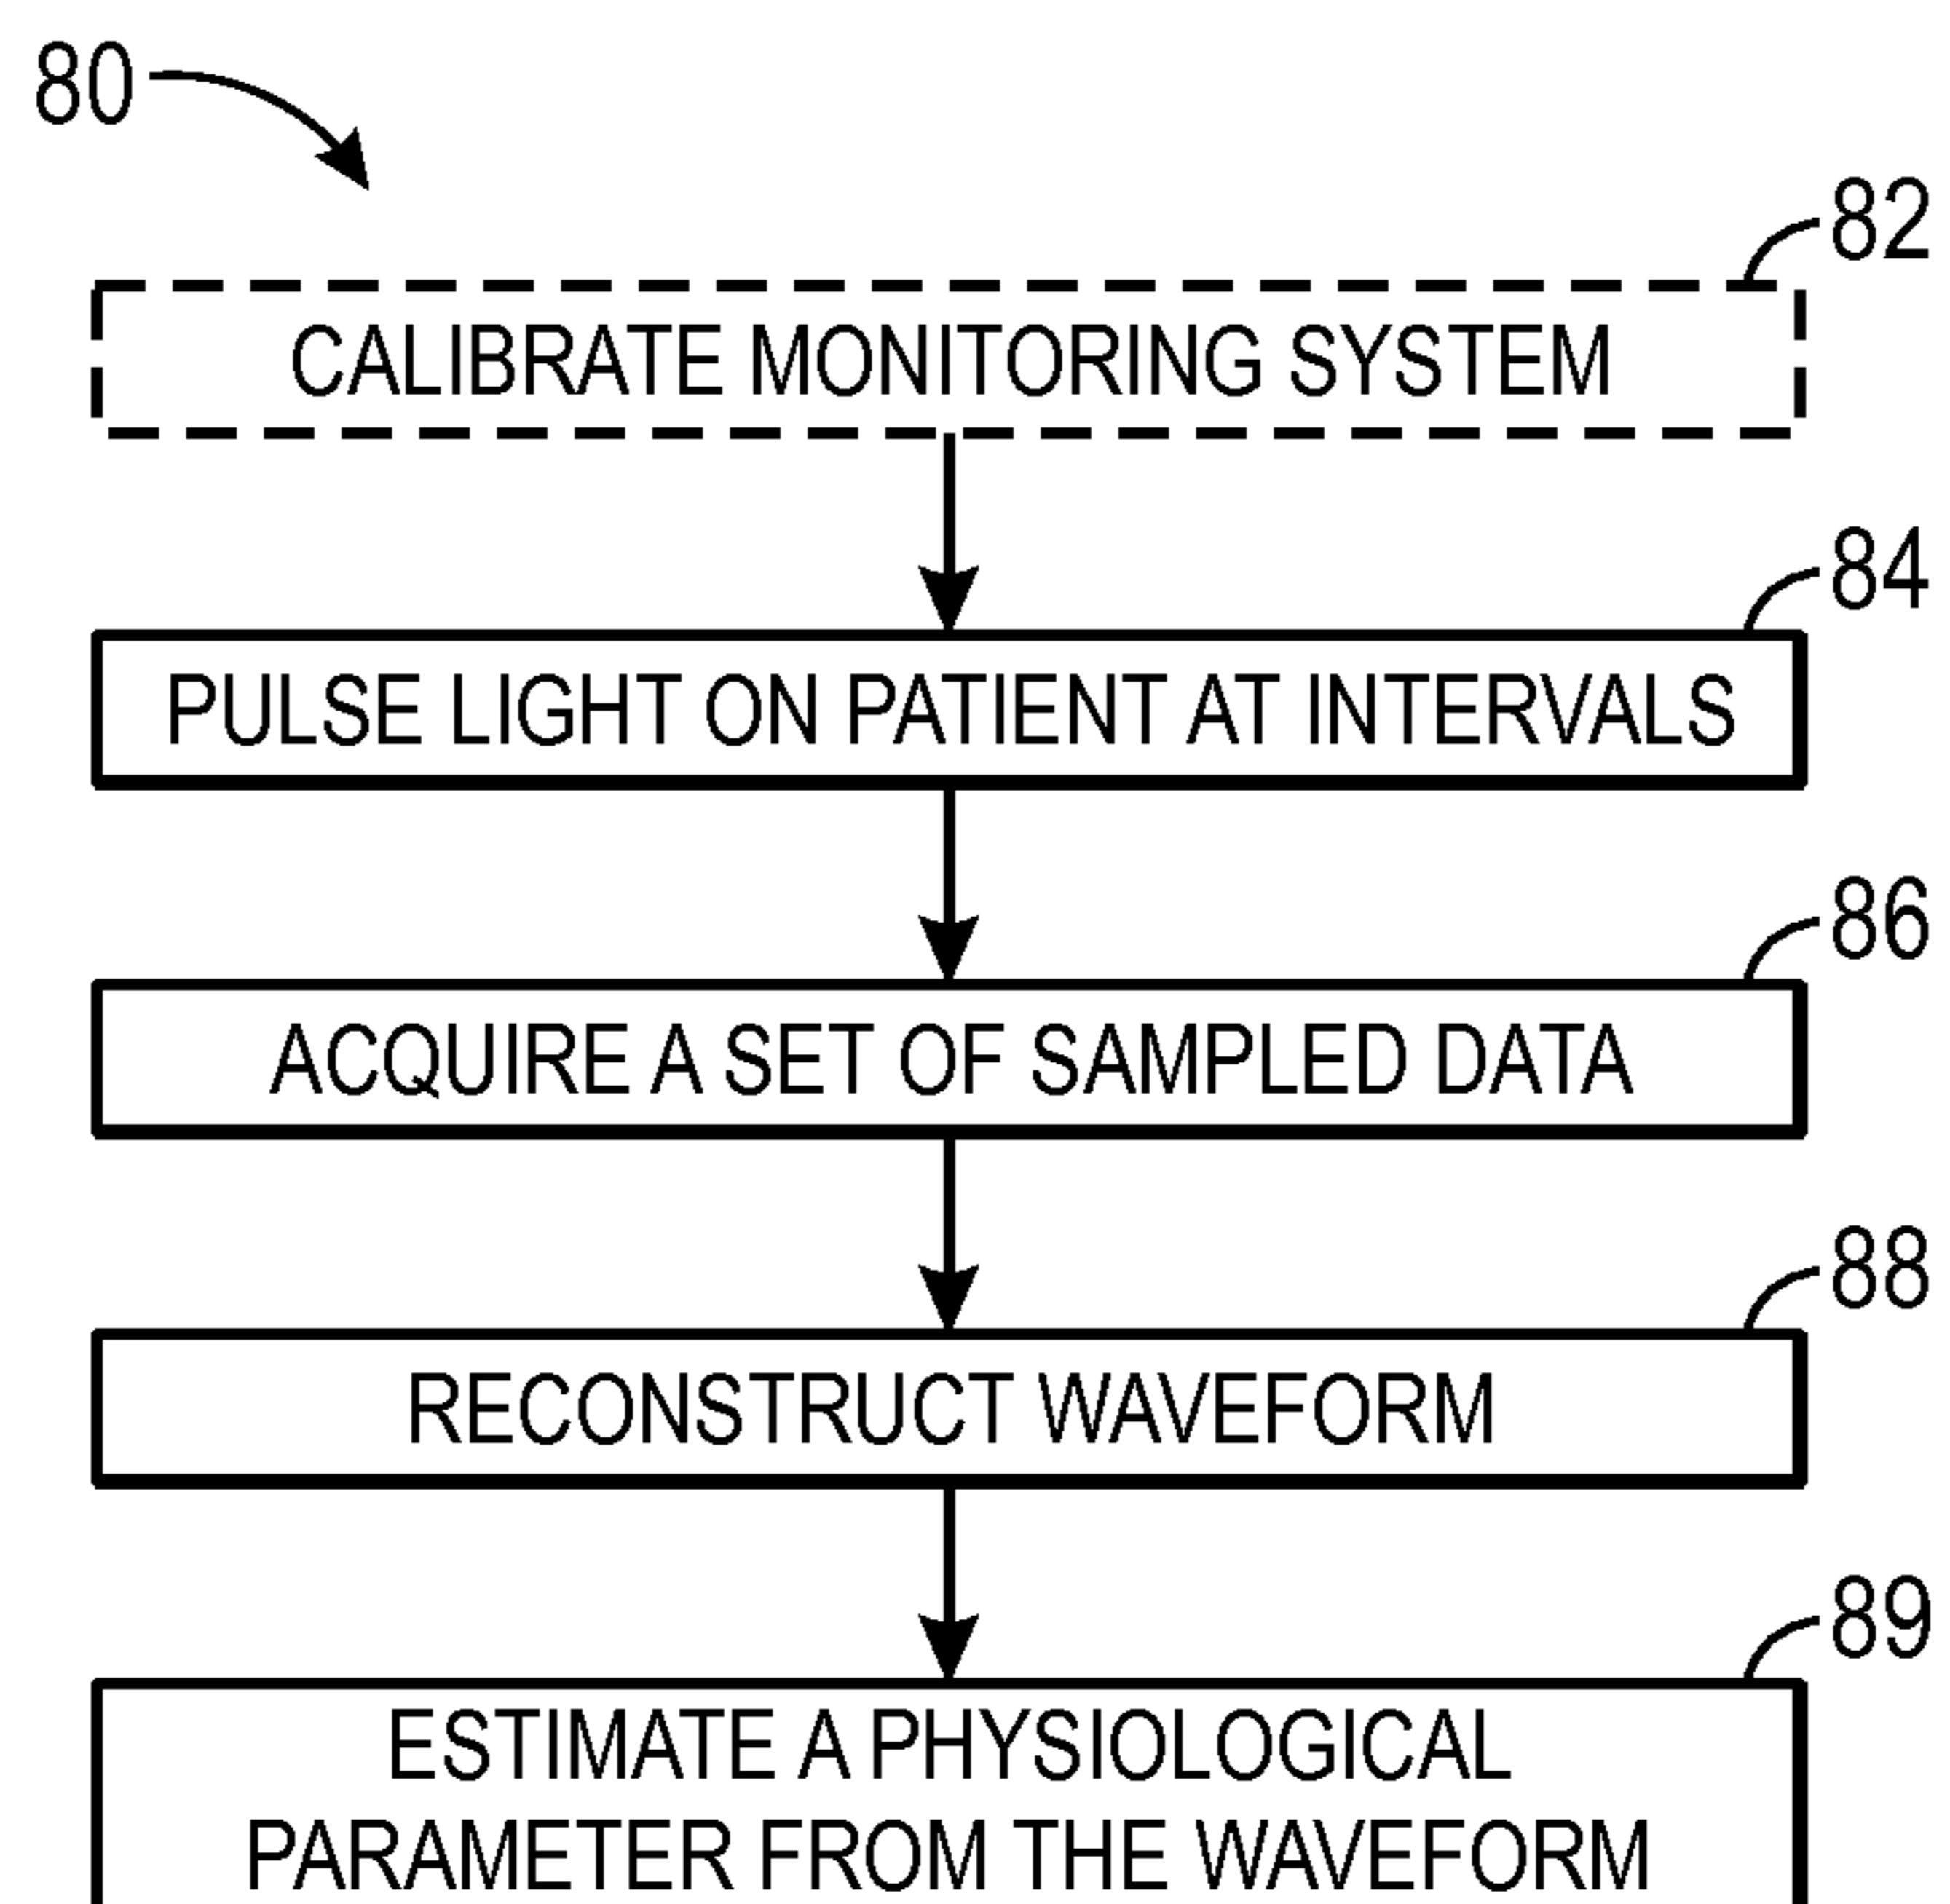 80
82
CALIBRATE MONITORING SYSTEM
84
PULSE LIGHT ON PATIENT AT INTERVALS
86
ACQUIRE A SET OF SAMPLED DATA
88
RECONSTRUCT WAVEFORM
89
ESTIMATE A PHYSIOLOGICAL
PARAMETER FROM THE WAVEFORM